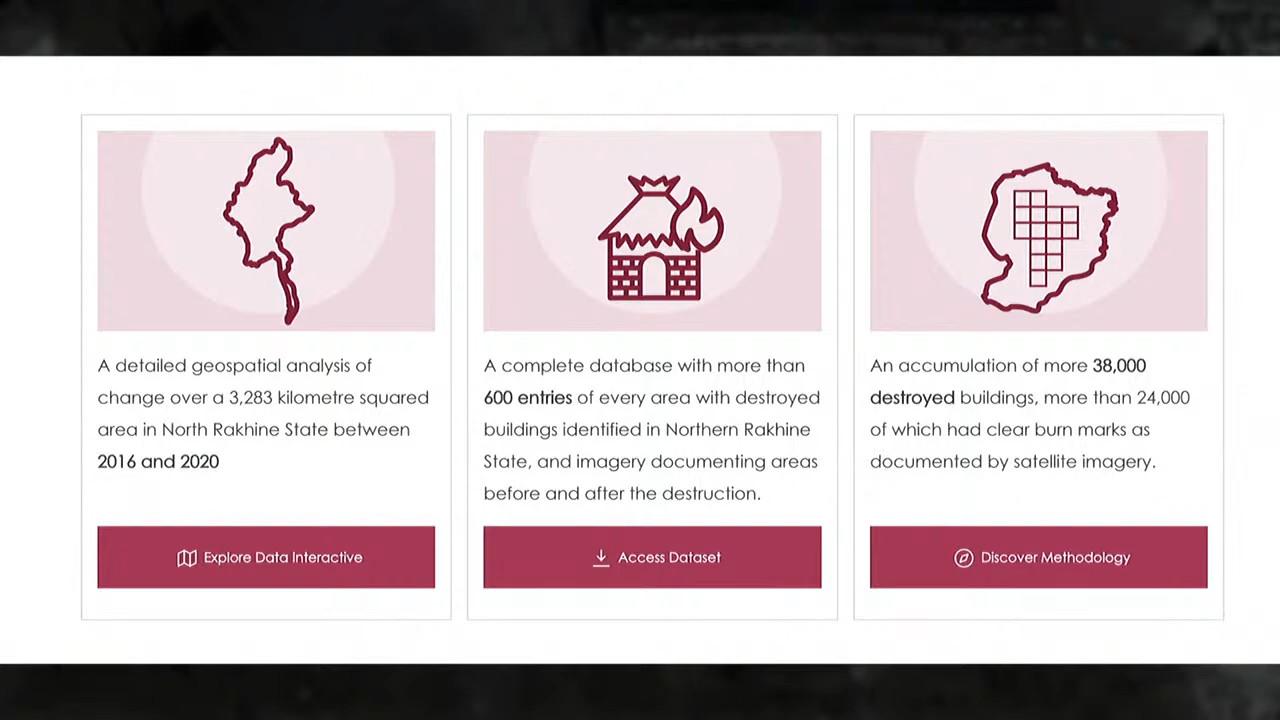 A detailed geospatial analysis of
change over a 3,283 kilometre squared
area in North Rakhine State between
2016 and 2020
Explore Data Interactive
A complete database with more than
600 entries of every area with destroyed
buildings identified in Northern Rakhine
State, and imagery documenting areas
before and after the destruction.
Access Dataset
An accumulation of more 38,000
destroyed buildings, more than 24,000
of which had clear burn marks as
documented by satellite imagery.
Discover Methodology